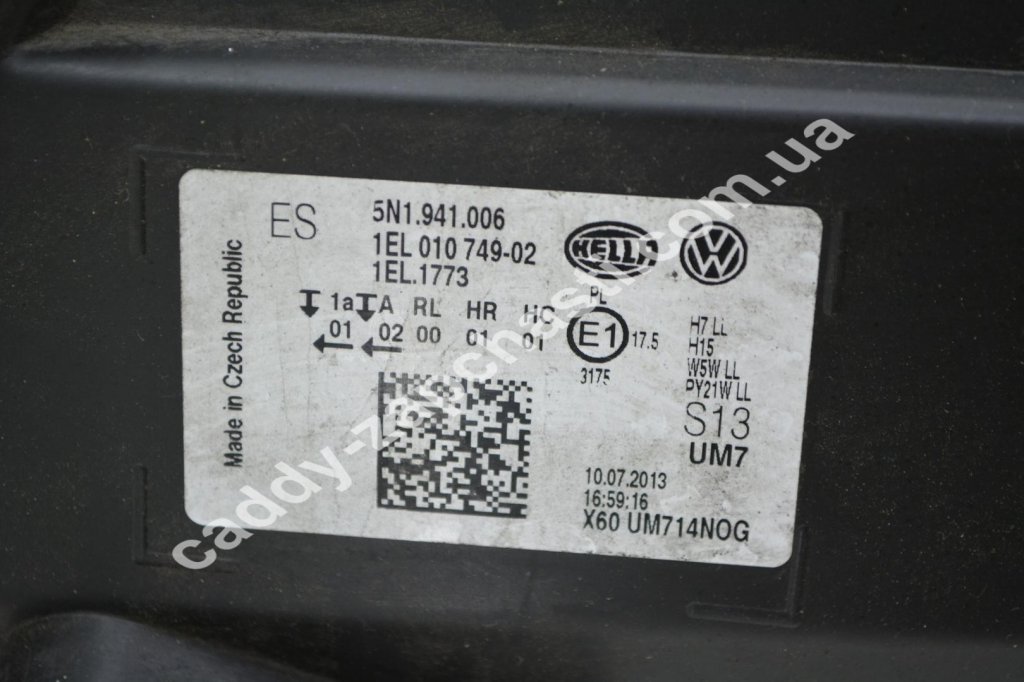 ES
5N1.941.006
1EL 010 749-02
1EL.1773
HELLA
VW
Made in Czech Republic
1a A RL HR HC PL
01 02 00 01 01 E1 17.5
3175
H7 LL
H15
W5W LL
PY21W LL
S13
UM7
10.07.2013
16:59:16
X60 UM714NOG
caddy-zapchasti.com.ua